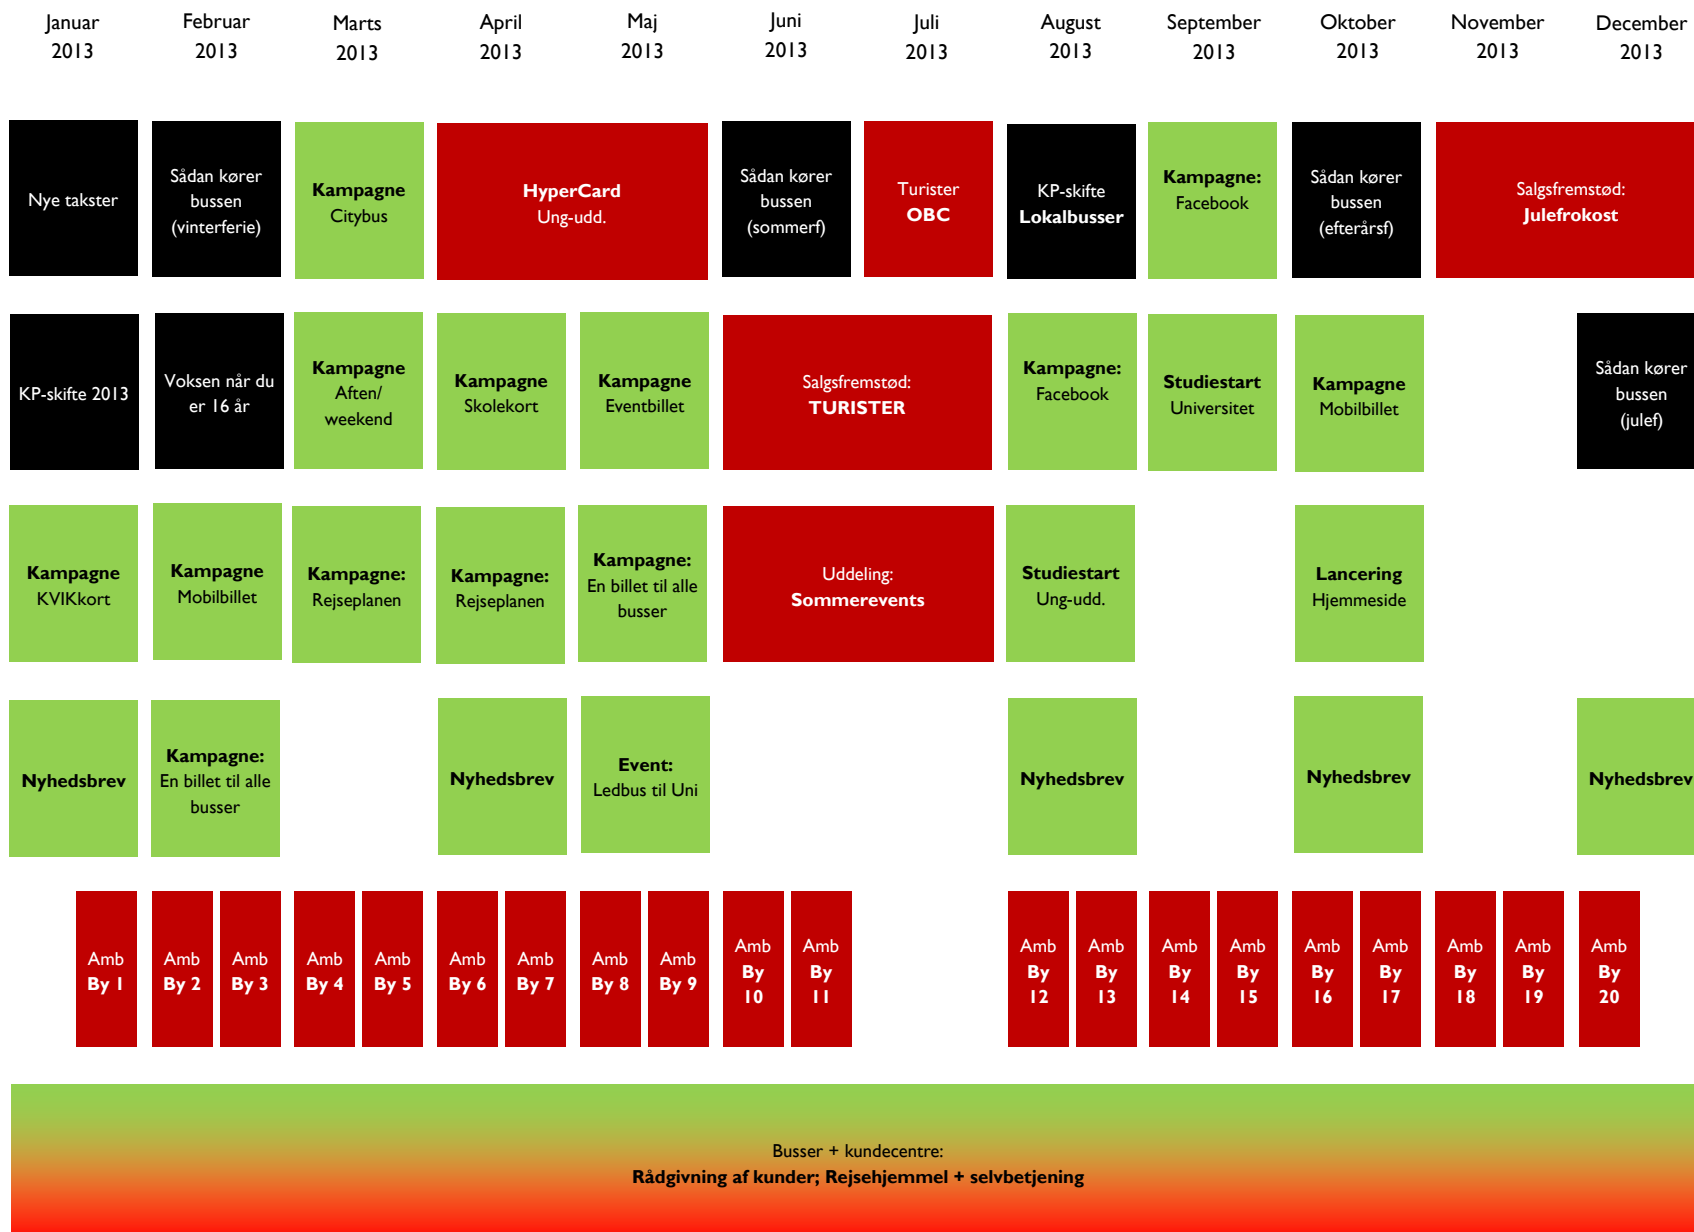 Januar
2013
Februar
2013
Marts
2013
April
2013
Maj
2013
Juni
2013
Juli
2013
August
2013
September
2013
Oktober
2013
November
2013
December
2013
Nye takster
Sådan kører
bussen
(vinterferie)
Kampagne
Citybus
HyperCard
Ung-udd.
Sådan kører
bussen
(sommerf)
Turister
OBC
KP-skifte
Lokalbusser
Kampagne:
Facebook
Sådan kører
bussen
(efterårsf)
Salgsfremstød:
Julefrokost
KP-skifte 2013
Voksen når du
er 16 år
Kampagne
Aften/
weekend
Kampagne
Skolekort
Kampagne
Eventbillet
Salgsfremstød:
TURISTER
Kampagne:
Facebook
Studiestart
Universitet
Kampagne
Mobilbillet
Sådan kører
bussen
(julef)
Kampagne
KVIKkort
Kampagne
Mobilbillet
Kampagne:
Rejseplanen
Kampagne:
Rejseplanen
Kampagne:
En billet til alle
busser
Uddeling:
Sommerevents
Studiestart
Ung-udd.
Lancering
Hjemmeside
Nyhedsbrev
Kampagne:
En billet til alle
busser
Nyhedsbrev
Event:
Ledbus til Uni
Nyhedsbrev
Nyhedsbrev
Nyhedsbrev
Amb
By 1
Amb
By 2
Amb
By 3
Amb
By 4
Amb
By 5
Amb
By 6
Amb
By 7
Amb
By 8
Amb
By 9
Amb
By
10
Amb
By
11
Amb
By
12
Amb
By
13
Amb
By
14
Amb
By
15
Amb
By
16
Amb
By
17
Amb
By
18
Amb
By
19
Amb
By
20
Busser + kundecentre:
Rådgivning af kunder; Rejsehjemmel + selvbetjening